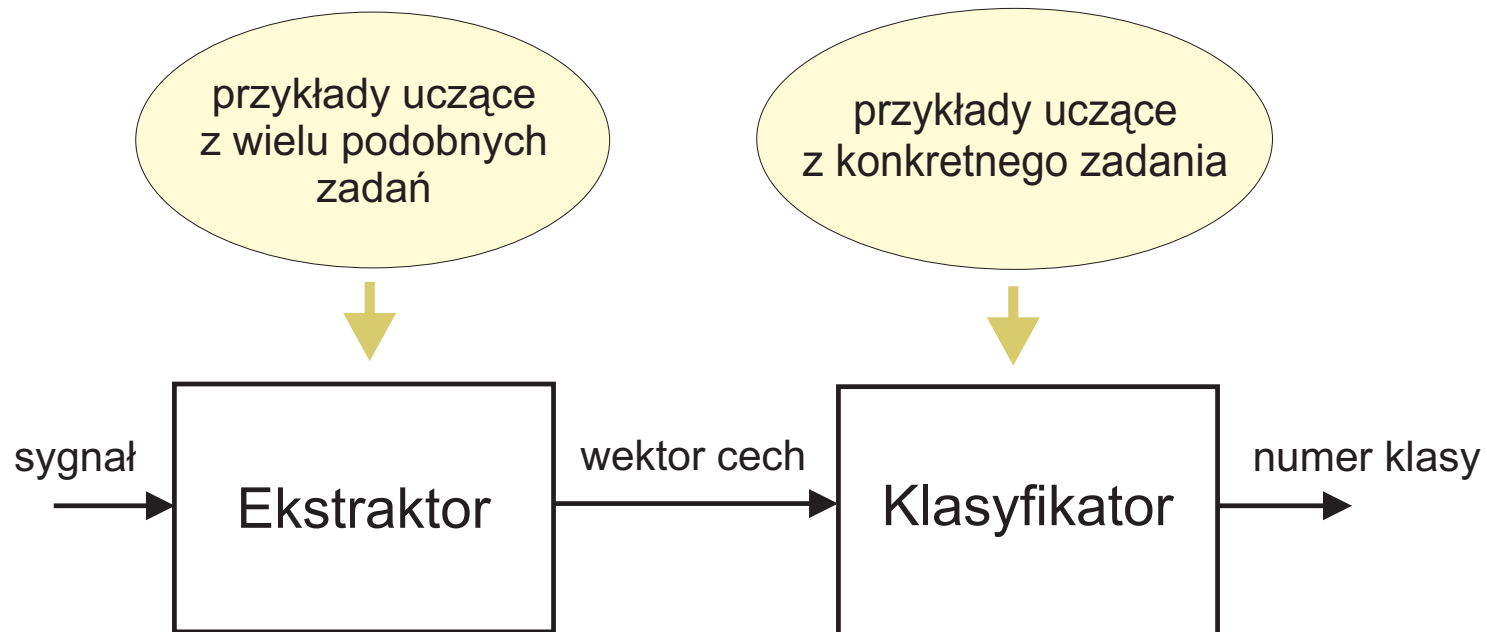 przykłady uczące
z wielu podobnych
zadań
przykłady uczące
z konkretnego zadania
sygnał
Ekstraktor
wektor cech
Klasyfikator
numer klasy